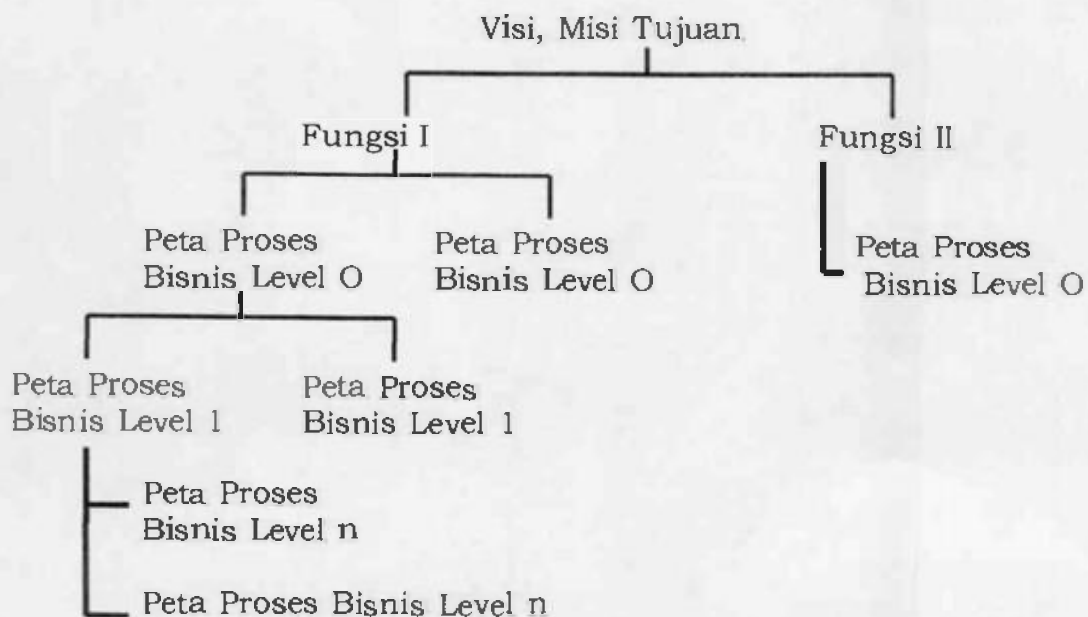 Visi, Misi Tujuan
Fungsi I
Fungsi II
Peta Proses
Bisnis Level O
Peta Proses
Bisnis Level O
Peta Proses
Bisnis Level O
Peta Proses
Bisnis Level 1
Peta Proses
Bisnis Level 1
Peta Proses
Bisnis Level n
Peta Proses Bisnis Level n